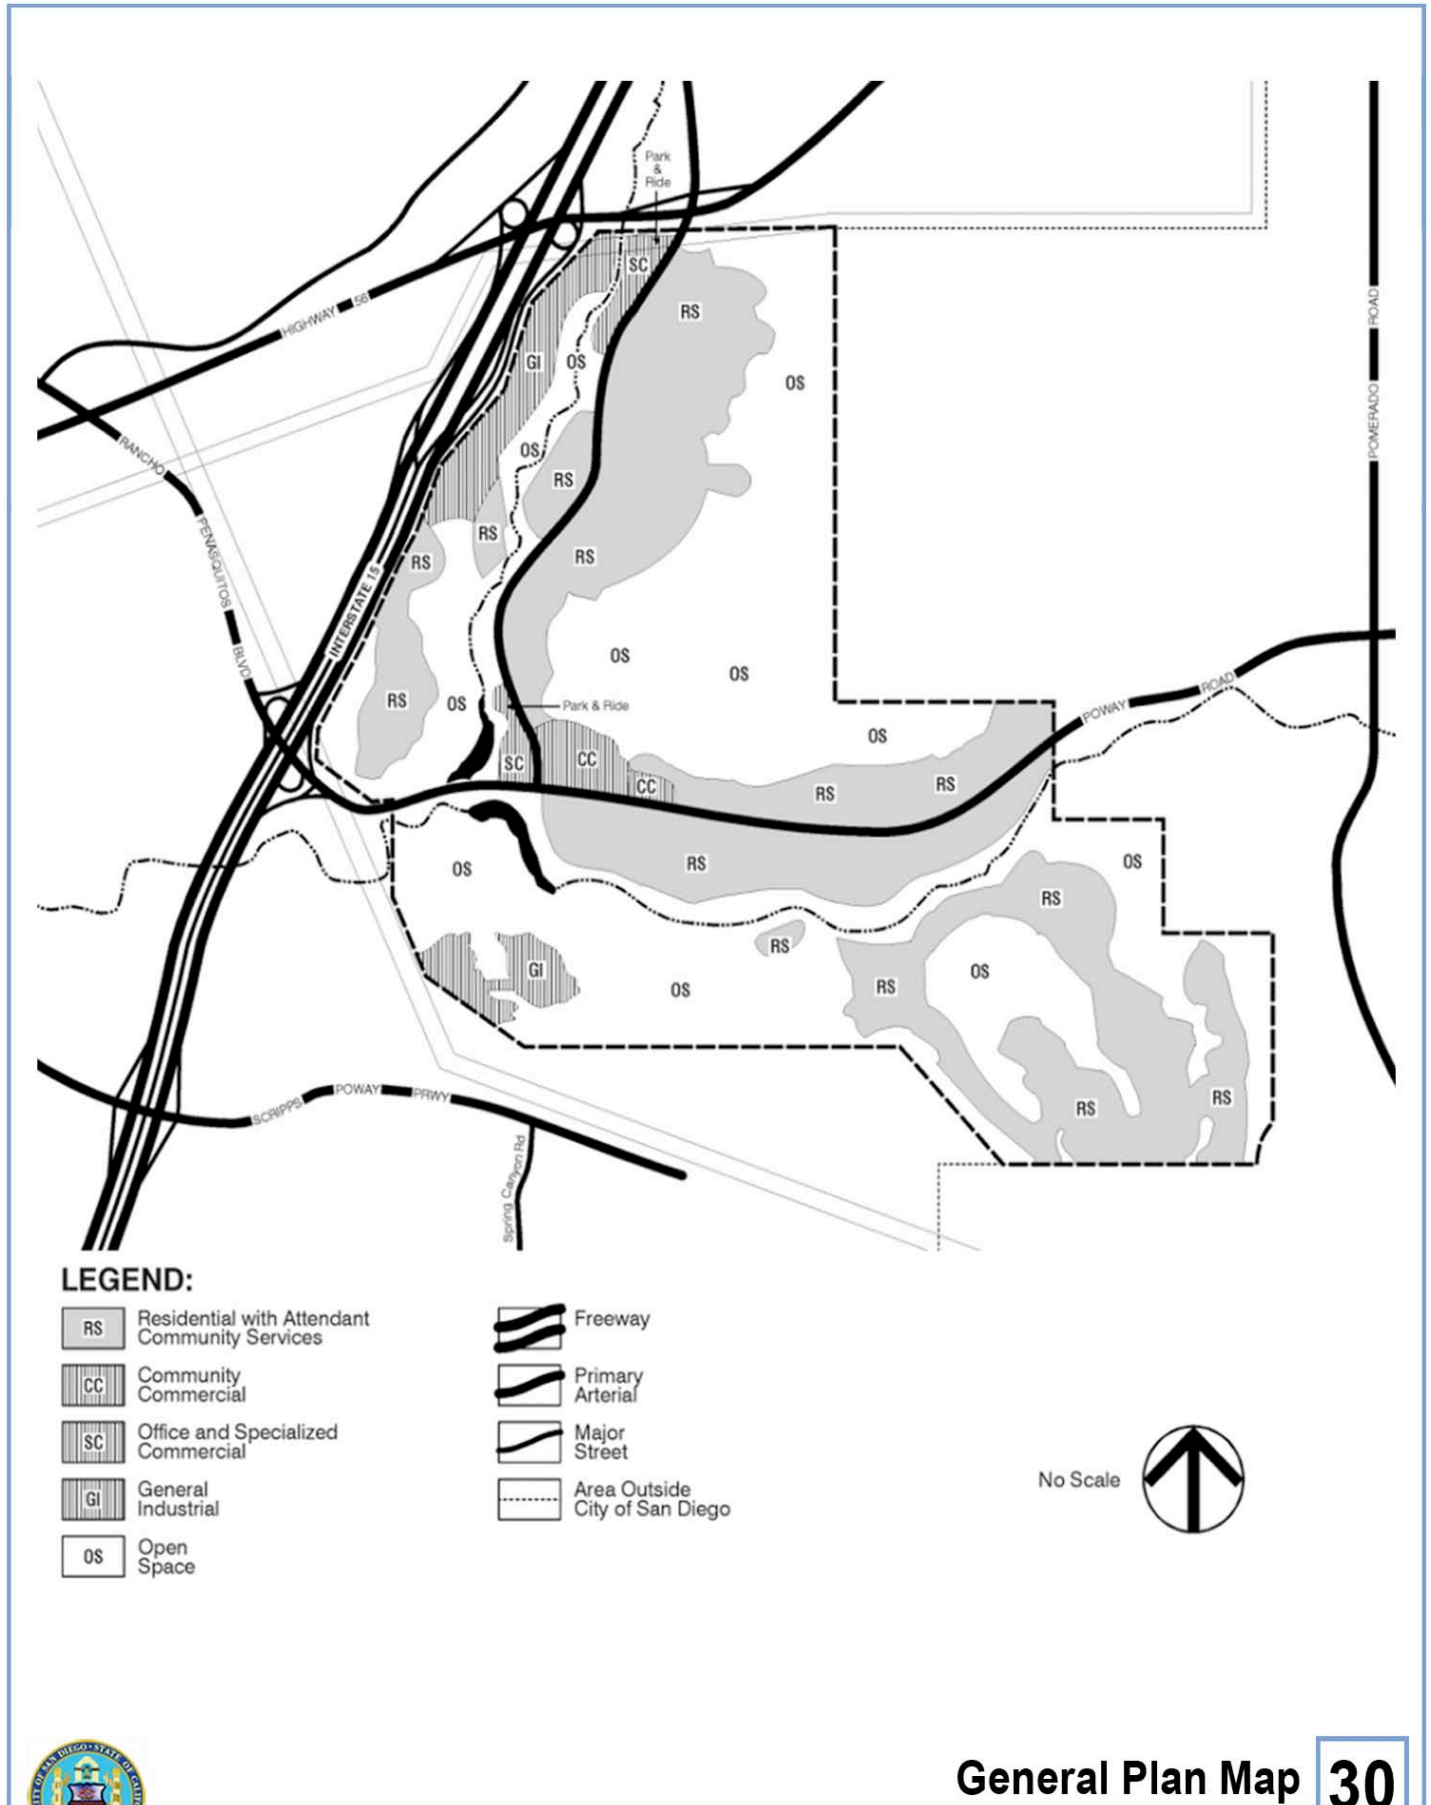 Park
&
Ride
SC
RS
HIGHWAY 56
GI
OS
OS
RANCHO
PENASQUITOS
BLVD
OS
RS
RS
RS
RS
INTERSTATE 15
POMERADO ROAD
OS
OS
RS
OS
Park & Ride
POWAY ROAD
OS
SC
CC
CC
RS
RS
RS
OS
OS
RS
RS
GI
OS
RS
OS
RS
RS
RS
SCRIPPS POWAY PRWY
Spring Canyon Rd
LEGEND:
RS
Residential with Attendant
Community Services
CC
Community
Commercial
SC
Office and Specialized
Commercial
GI
General
Industrial
OS
Open
Space
Freeway
Primary
Arterial
Major
Street
Area Outside
City of San Diego
No Scale
General Plan Map
30